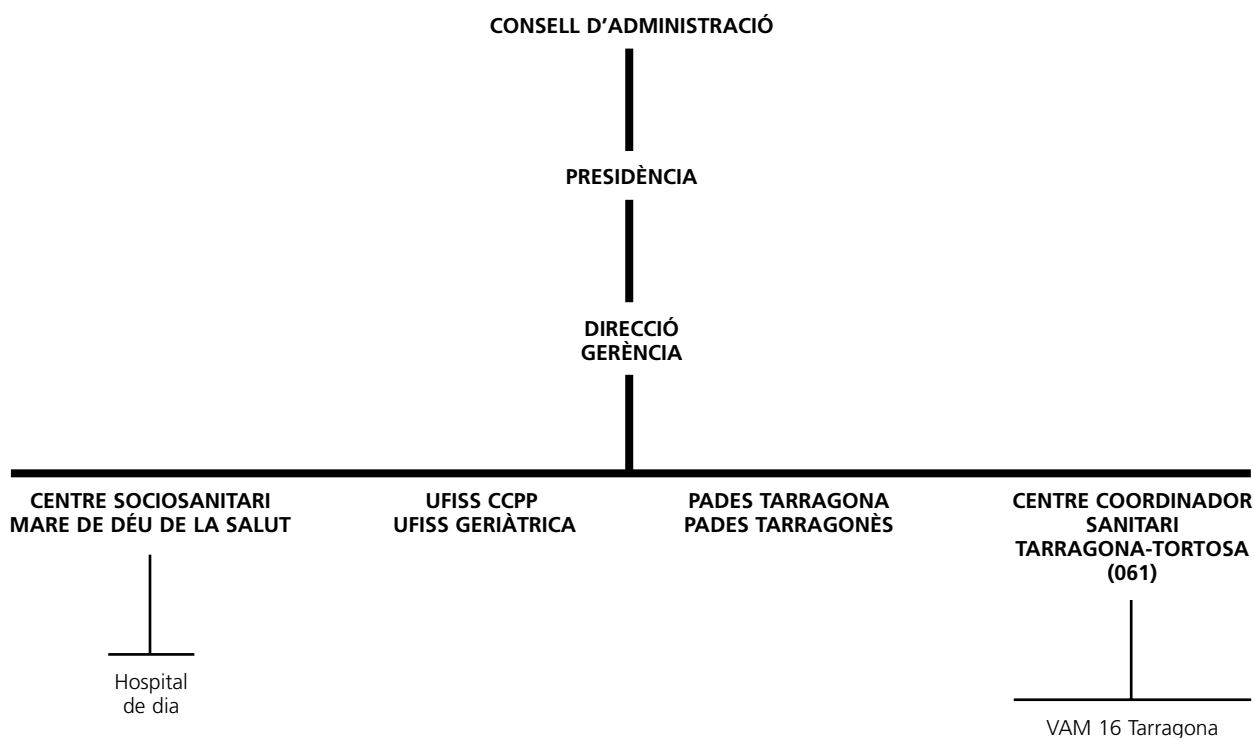 CONSELL D'ADMINISTRACIÓ
PRESIDÈNCIA
DIRECCIÓ
GERÈNCIA
CENTRE SOCIOSANITARI
MARE DE DÉU DE LA SALUT
UFISS CCPP
UFISS GERIÀTRICA
PADES TARRAGONA
PADES TARRAGONÈS
CENTRE COORDINADOR
SANITARI
TARRAGONA-TORTOSA
(061)
Hospital
de dia
VAM 16 Tarragona